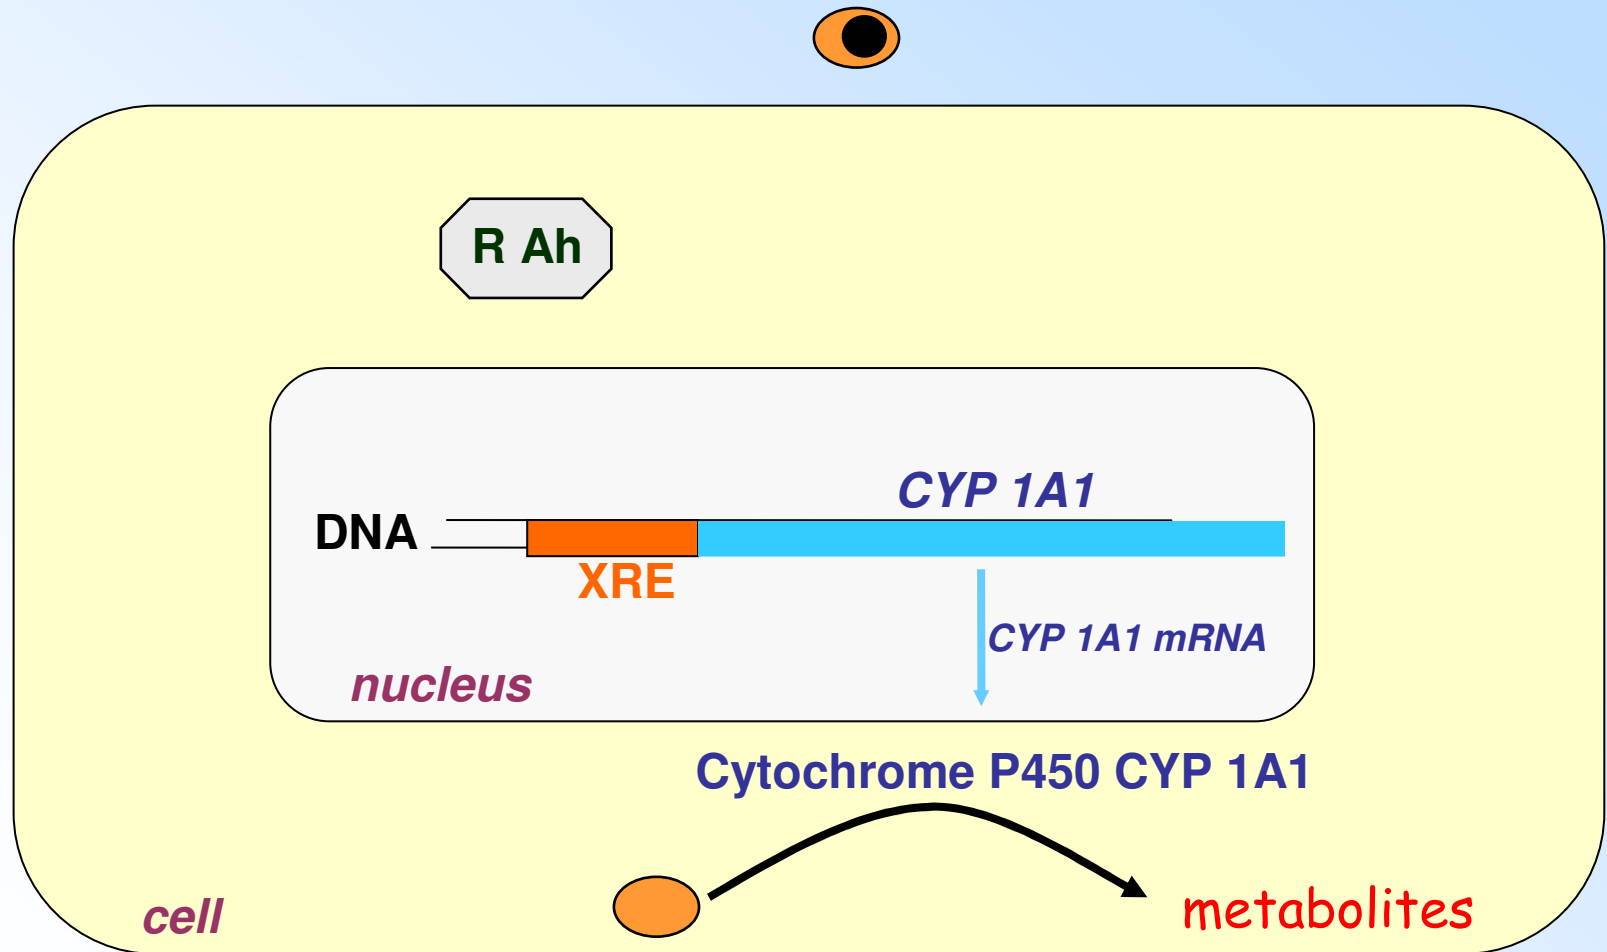 R Ah
CYP 1A1
DNA
XRE
CYP 1A1 mRNA
nucleus
Cytochrome P450 CYP 1A1
cell
metabolites